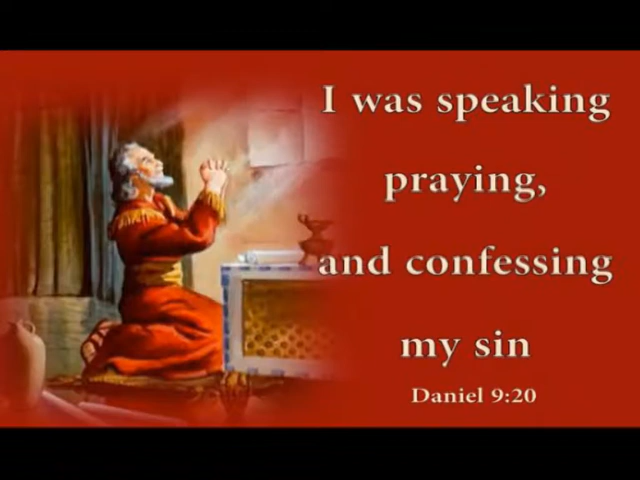 I was speaking
praying,
and confessing
my sin
Daniel 9:20